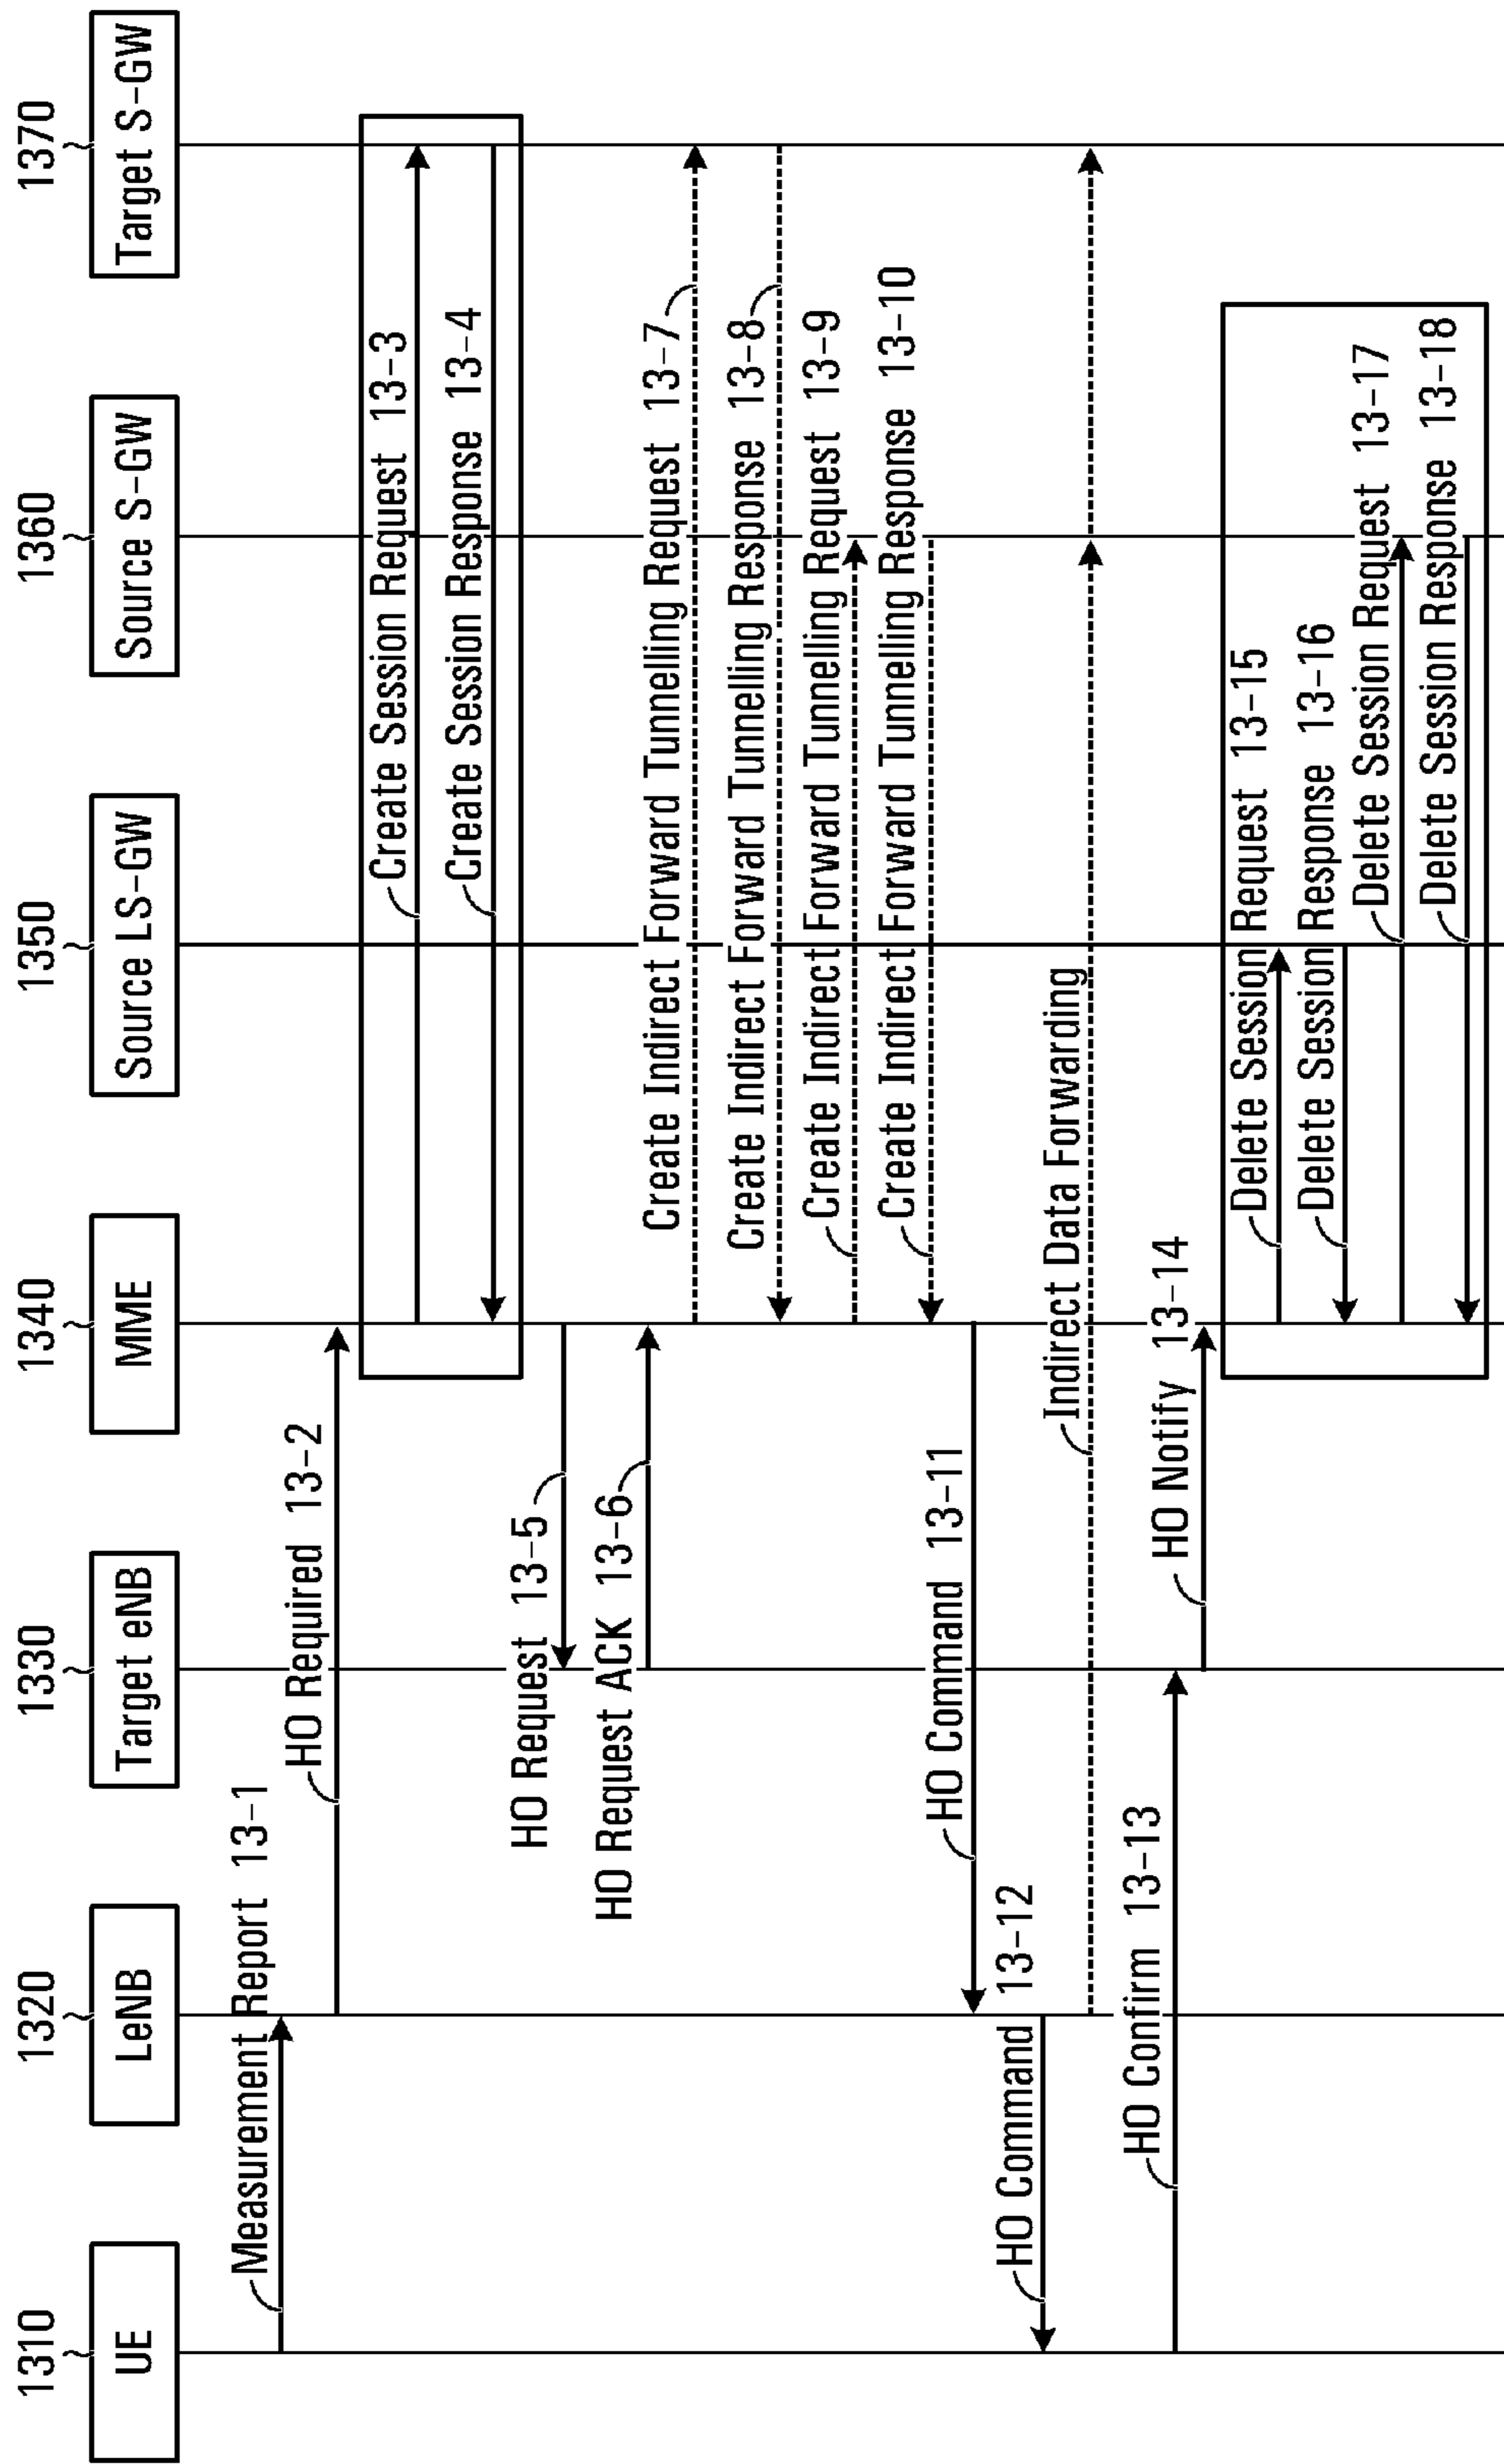 1310
1320
1330
1340
1350
1360
1370
UE
LeNB
Target eNB
MME
Source LS-GW
Source S-GW
Target S-GW
Measurement Report 13-1
HO Required 13-2
Create Session Request 13-3
Create Session Response 13-4
HO Request 13-5
HO Request ACK 13-6
Create Indirect Forward Tunnelling Request 13-7
Create Indirect Forward Tunnelling Response 13-8
Create Indirect Forward Tunnelling Request 13-9
Create Indirect Forward Tunnelling Response 13-10
HO Command 13-11
HO Command 13-12
Indirect Data Forwarding
HO Confirm 13-13
HO Notify 13-14
Delete Session Request 13-15
Delete Session Response 13-16
Delete Session Request 13-17
Delete Session Response 13-18